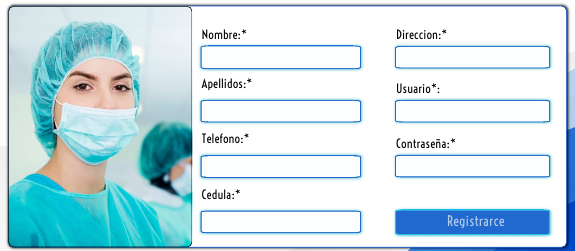 Nombre:*
Apellidos:*
Telefono:*
Cedula:*
Direccion:*
Usuario*:
Contraseña:*
Registrarce